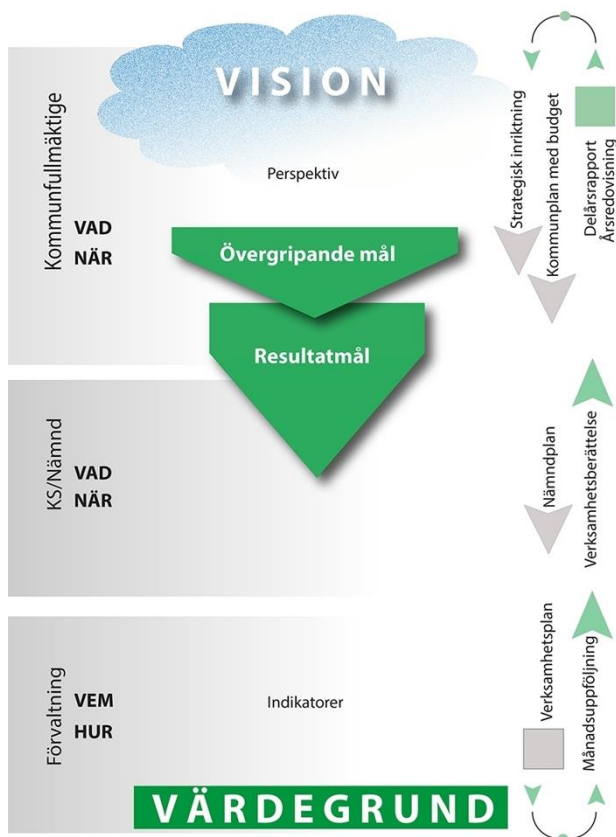 VISION
Perspektiv
Kommunfullmäktige
VAD
NÄR
Övergripande mål
Resultatmål
Strategisk inriktning
Kommunplan med budget
Delårsrapport
Årsredovisning
KS/Nämnd
VAD
NÄR
Nämndplan
Verksamhetsberättelse
Förvaltning
VEM
HUR
Indikatorer
Verksamhetsplan
Månadsuppföljning
VÄRDEGRUND